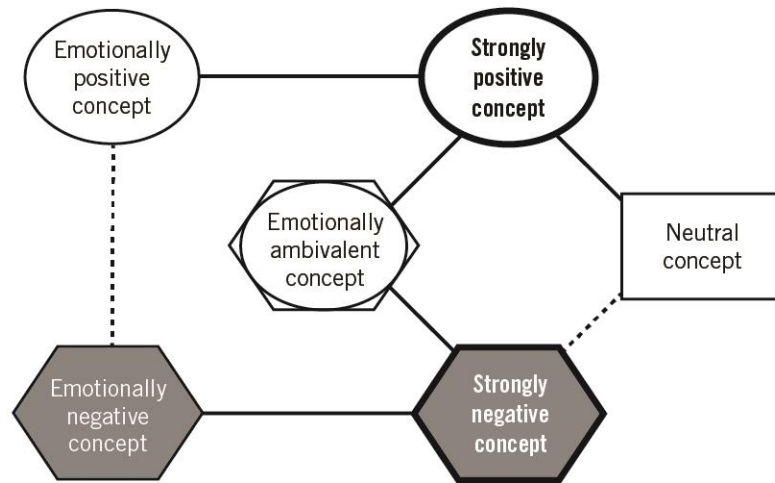 Emotionally
positive
concept
Strongly
positive
concept
Emotionally
ambivalent
concept
Neutral
concept
Emotionally
negative
concept
Strongly
negative
concept